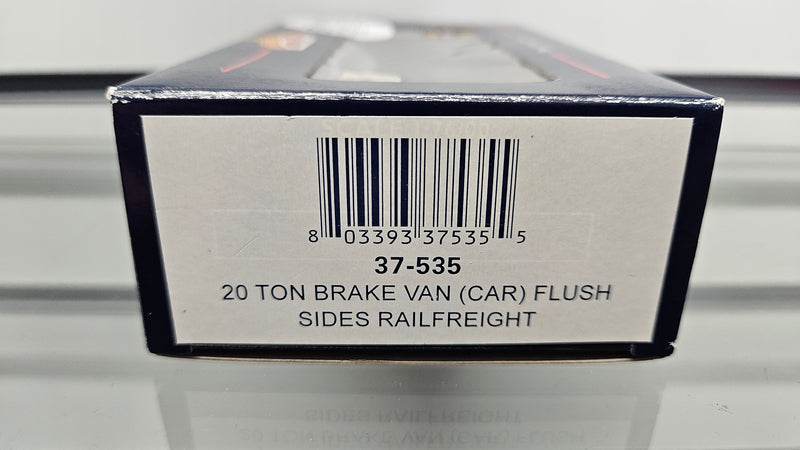 8 03393 37535 5
37-535
20 TON BRAKE VAN (CAR) FLUSH
SIDES RAILFREIGHT